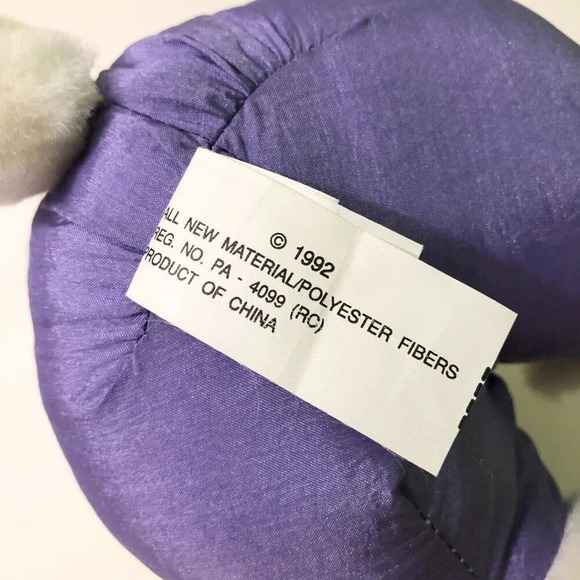 © 1992
ALL NEW MATERIAL/POLYESTER FIBERS
REG. NO. PA - 4099 (RC)
PRODUCT OF CHINA